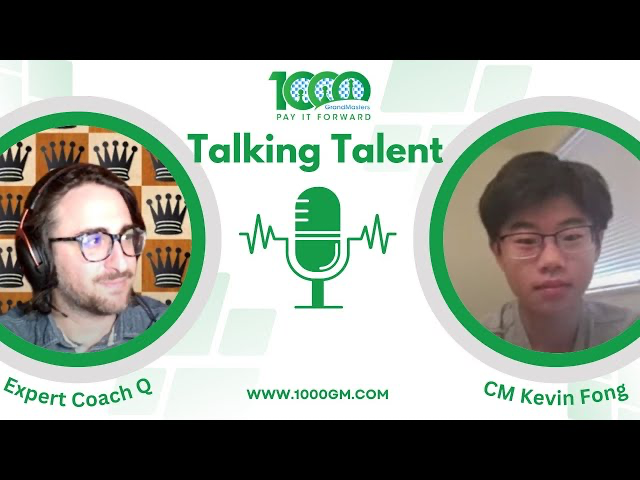 1000
GrandMasters
PAY IT FORWARD
Talking Talent
Expert Coach Q
CM Kevin Fong
WWW.1000GM.COM